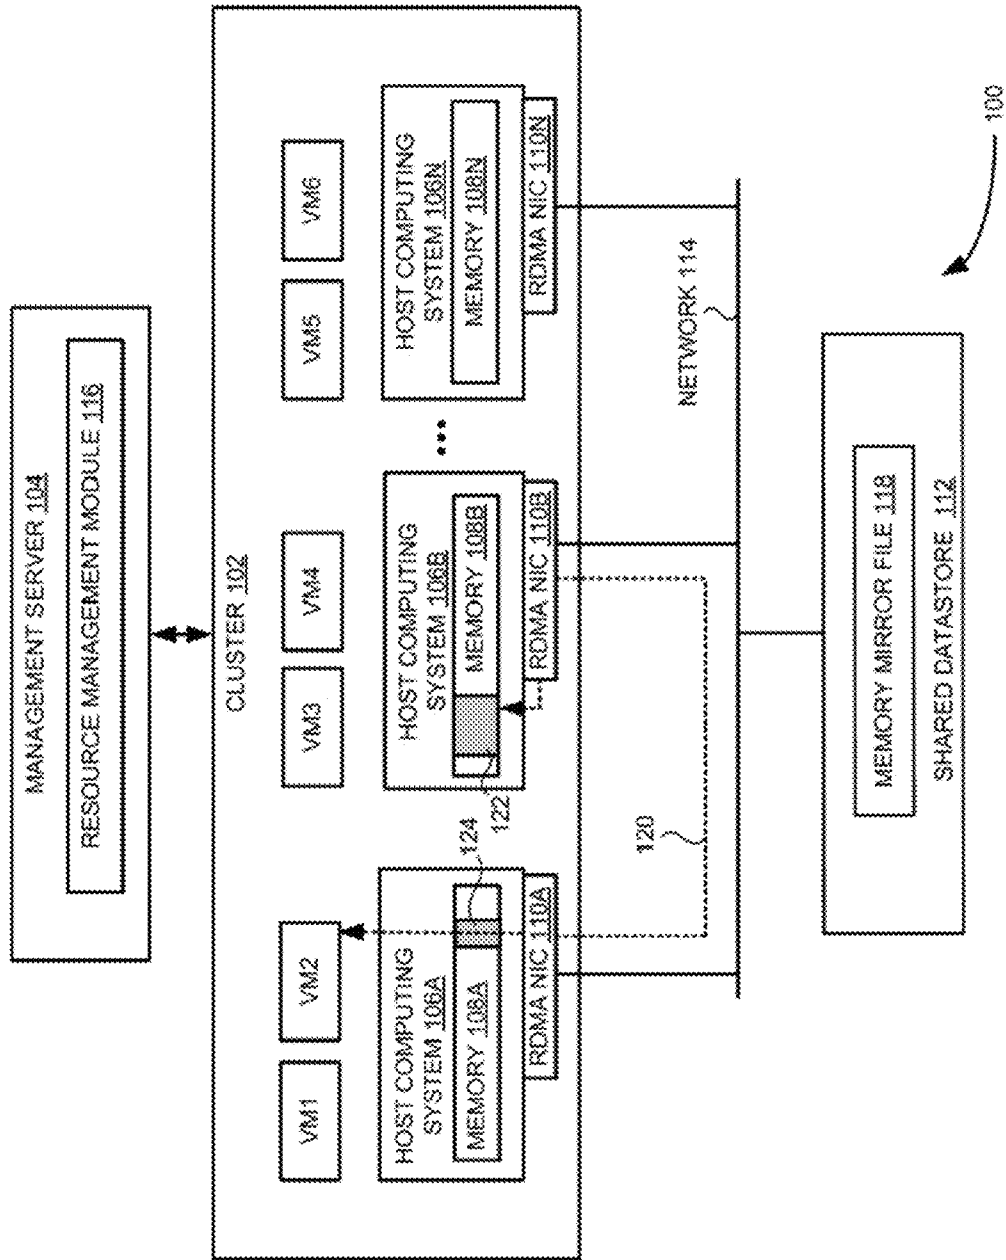 MANAGEMENT SERVER 104
RESOURCE MANAGEMENT MODULE 116
CLUSTER 102
VM1
VM2
VM3
VM4
VM5
VM6
HOST COMPUTING
SYSTEM 106A
MEMORY 108A
124
RDMA NIC 110A
HOST COMPUTING
SYSTEM 106B
MEMORY 108B
122
RDMA NIC 110B
HOST COMPUTING
SYSTEM 106N
MEMORY 108N
RDMA NIC 110N
120
NETWORK 114
MEMORY MIRROR FILE 118
SHARED DATASTORE 112
100